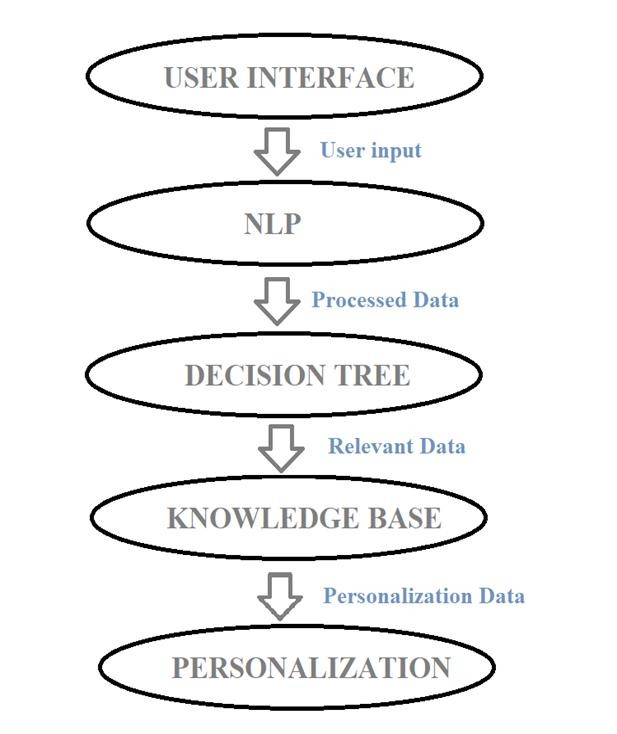 USER INTERFACE
User input
NLP
Processed Data
DECISION TREE
Relevant Data
KNOWLEDGE BASE
Personalization Data
PERSONALIZATION